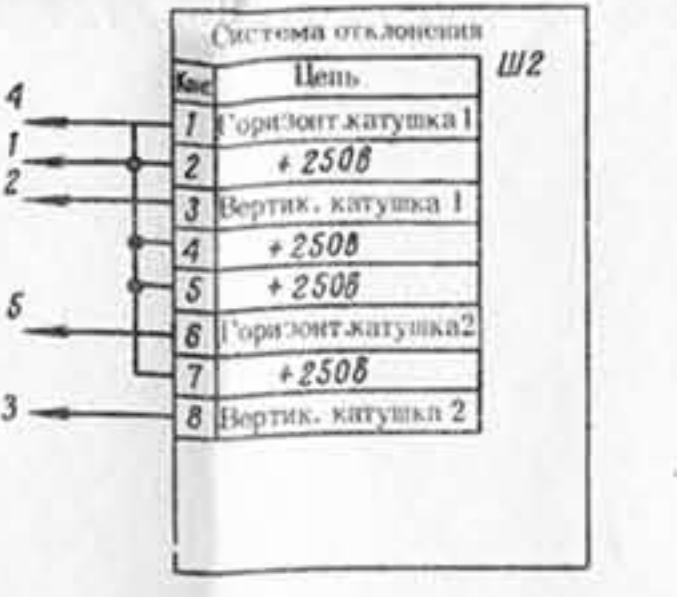 Система отклонения
Ш2
Конт Цепь
4 1 Горизонт.катушка 1
1 2 + 250В
2 3 Вертик. катушка 1
4 + 250В
5 + 250В
5 6 Горизонт.катушка2
7 + 250В
3 8 Вертик. катушка 2